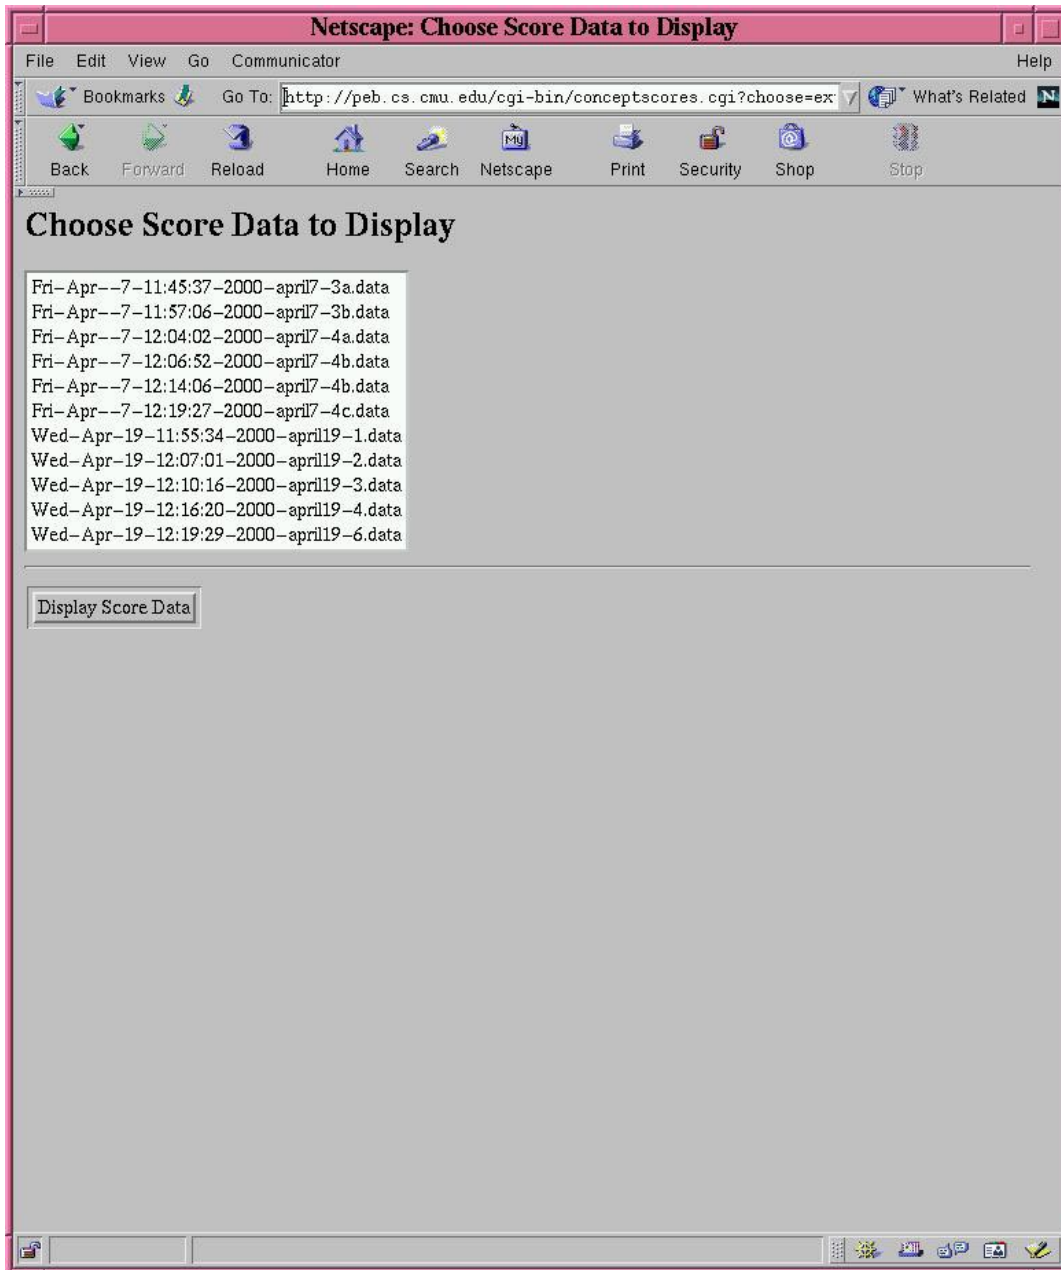 Netscape: Choose Score Data to Display
File Edit View Go Communicator Help
Bookmarks Go To: http://peb.cs.cmu.edu/cgi-bin/conceptscores.cgi?choose=ex What's Related N
My
Back Forward Reload Home Search Netscape Print Security Shop Stop
Choose Score Data to Display
Fri-Apr--7-11:45:37-2000-april7-3a.data
Fri-Apr--7-11:57:06-2000-april7-3b.data
Fri-Apr--7-12:04:02-2000-april7-4a.data
Fri-Apr--7-12:06:52-2000-april7-4b.data
Fri-Apr--7-12:14:06-2000-april7-4b.data
Fri-Apr--7-12:19:27-2000-april7-4c.data
Wed-Apr-19-11:55:34-2000-april19-1.data
Wed-Apr-19-12:07:01-2000-april19-2.data
Wed-Apr-19-12:10:16-2000-april19-3.data
Wed-Apr-19-12:16:20-2000-april19-4.data
Wed-Apr-19-12:19:29-2000-april19-6.data
Display Score Data